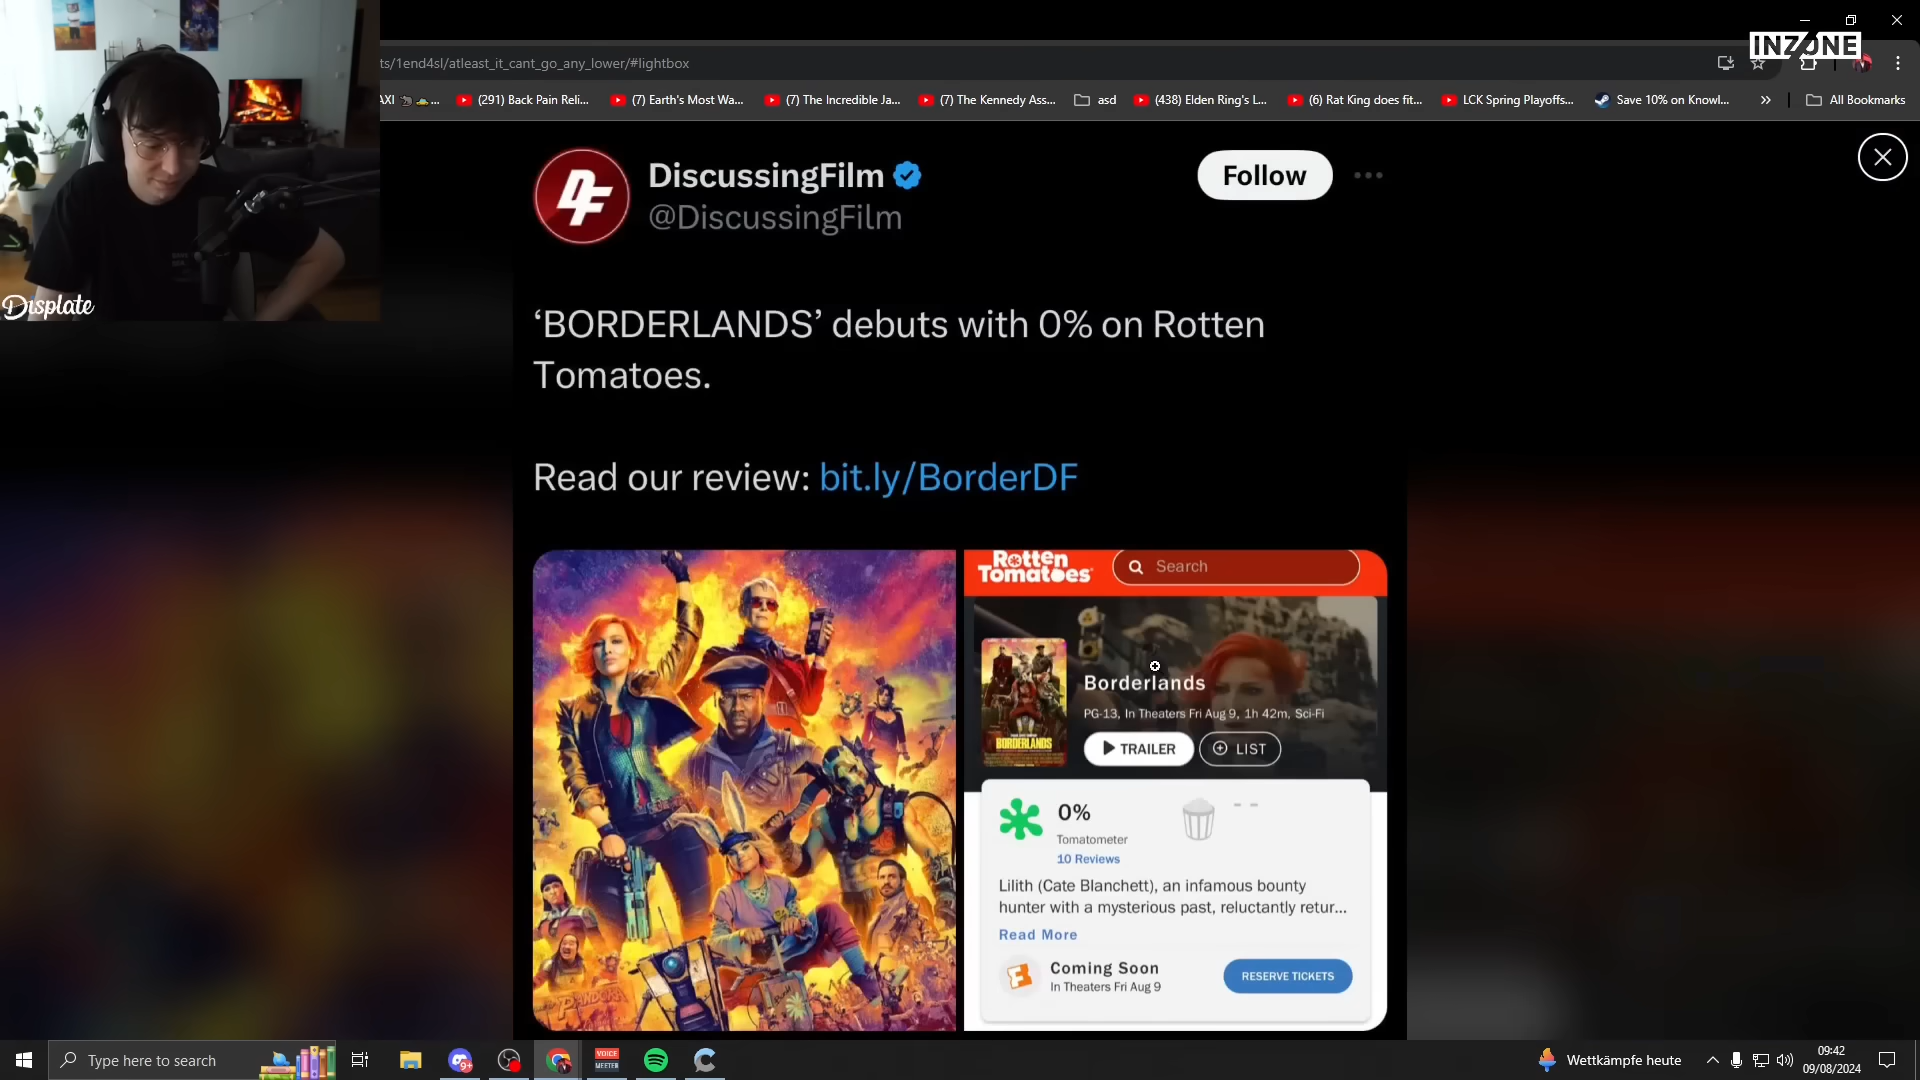 INZONE
ts/1end4sl/atleast_it_cant_go_any_lower/#lightbox
AXI
(291) Back Pain Reli...
(7) Earth's Most Wa...
(7) The Incredible Ja...
(7) The Kennedy Ass...
asd
(438) Elden Ring's L...
(6) Rat King does fit...
LCK Spring Playoffs...
Save 10% on Knowl...
All Bookmarks
Displate
DF
DiscussingFilm
@DiscussingFilm
Follow
‘BORDERLANDS’ debuts with 0% on Rotten
Tomatoes.
Read our review: bit.ly/BorderDF
Rotten
Tomatoes
Search
BORDERLANDS
Borderlands
PG-13, In Theaters Fri Aug 9, 1h 42m, Sci-Fi
TRAILER
LIST
0%
- -
Tomatometer
10 Reviews
Lilith (Cate Blanchett), an infamous bounty
hunter with a mysterious past, reluctantly retur...
Read More
Coming Soon
In Theaters Fri Aug 9
RESERVE TICKETS
Type here to search
9+
VOICE
MEETER
Wettkämpfe heute
09:42
09/08/2024